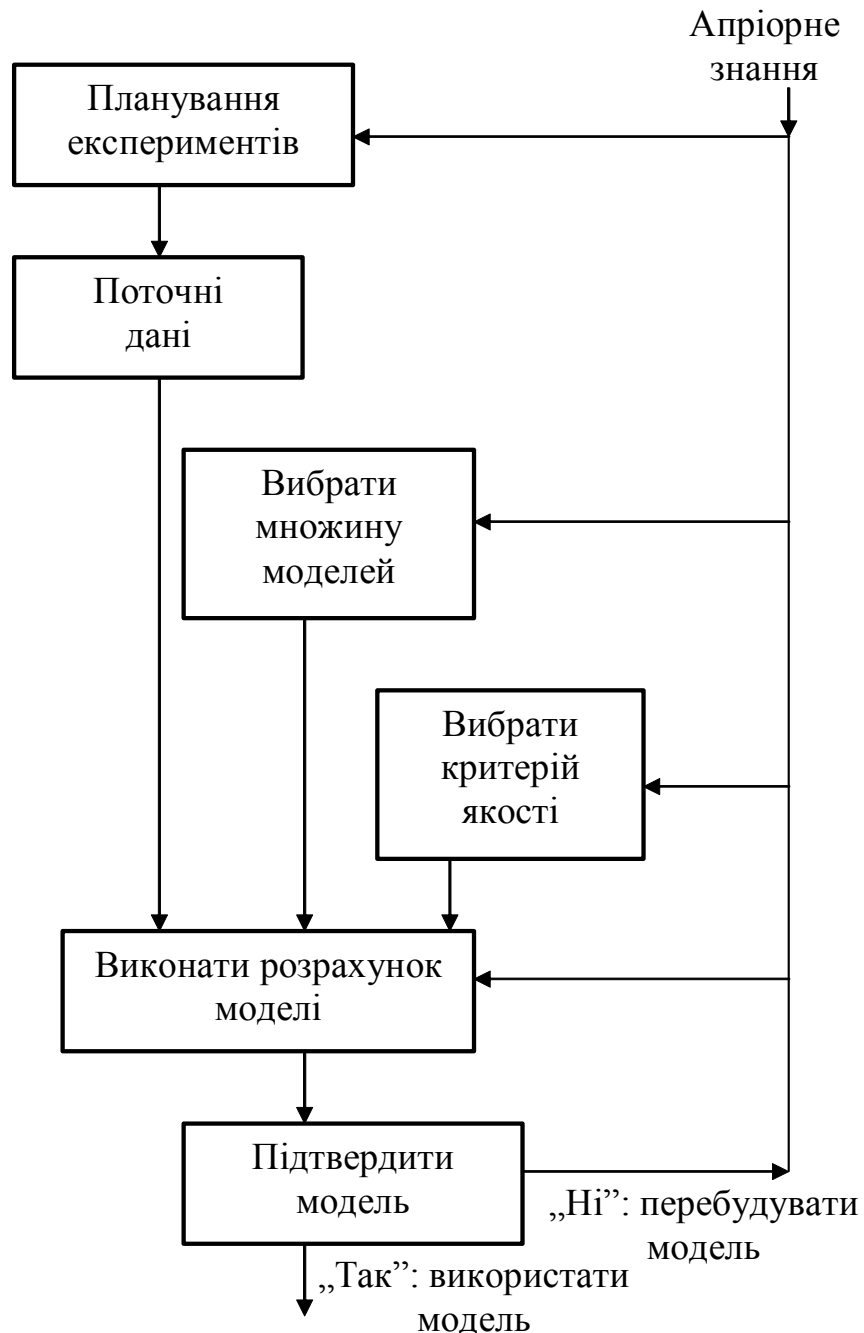 Апріорне
знання
Планування
експериментів
Поточні
дані
Вибрати
множину
моделей
Вибрати
критерій
якості
Виконати розрахунок
моделі
Підтвердити
модель
„Ні”: перебудувати
модель
„Так”: використати
модель